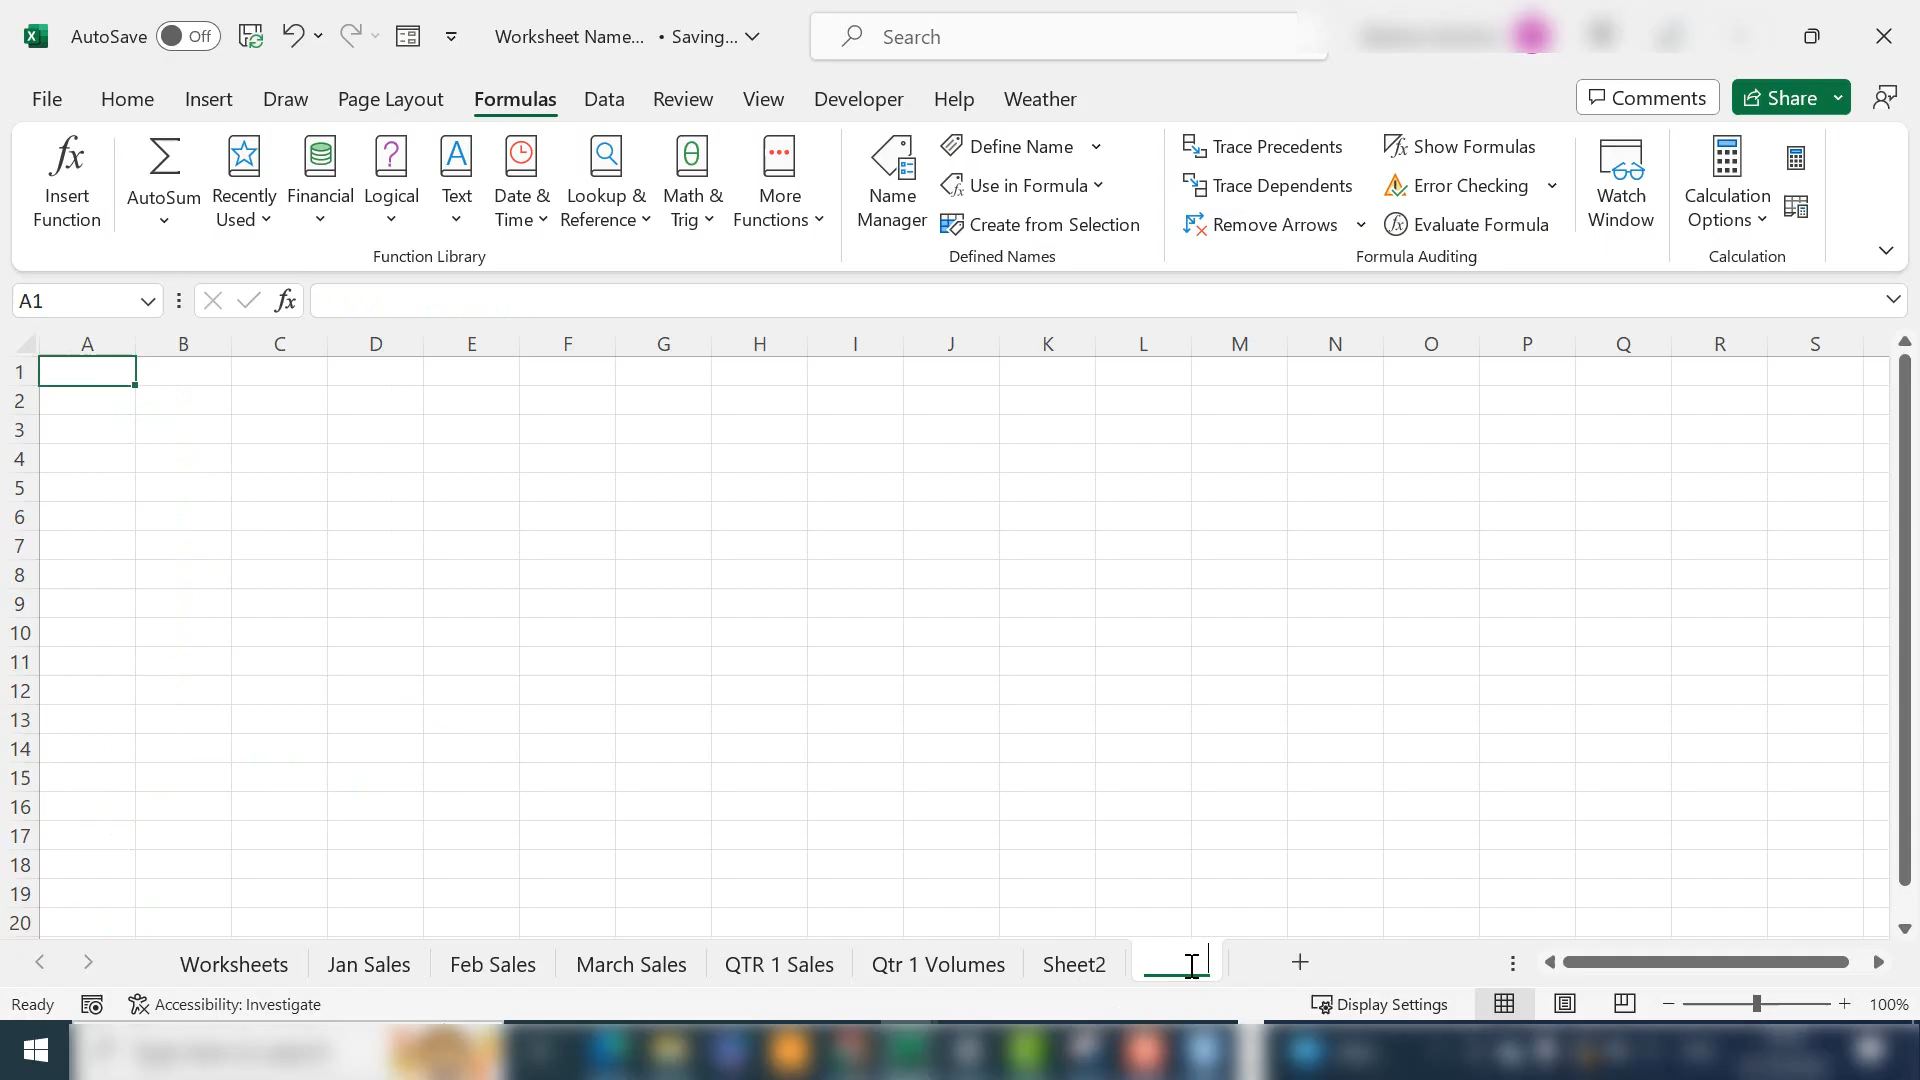 AutoSave Off Worksheet Name... • Saving... Search
File Home Insert Draw Page Layout Formulas Data Review View Developer Help Weather Comments Share
Insert Function AutoSum Recently Used Financial Logical Text Date & Time Lookup & Reference Math & Trig More Functions
Function Library
Name Manager Define Name Use in Formula Create from Selection
Defined Names
Trace Precedents Show Formulas
Trace Dependents Error Checking
Remove Arrows Evaluate Formula
Watch Window
Formula Auditing
Calculation Options
Calculation
A1 fx
A B C D E F G H I J K L M N O P Q R S
1
2
3
4
5
6
7
8
9
10
11
12
13
14
15
16
17
18
19
20
Worksheets Jan Sales Feb Sales March Sales QTR 1 Sales Qtr 1 Volumes Sheet2
Ready Accessibility: Investigate Display Settings 100%